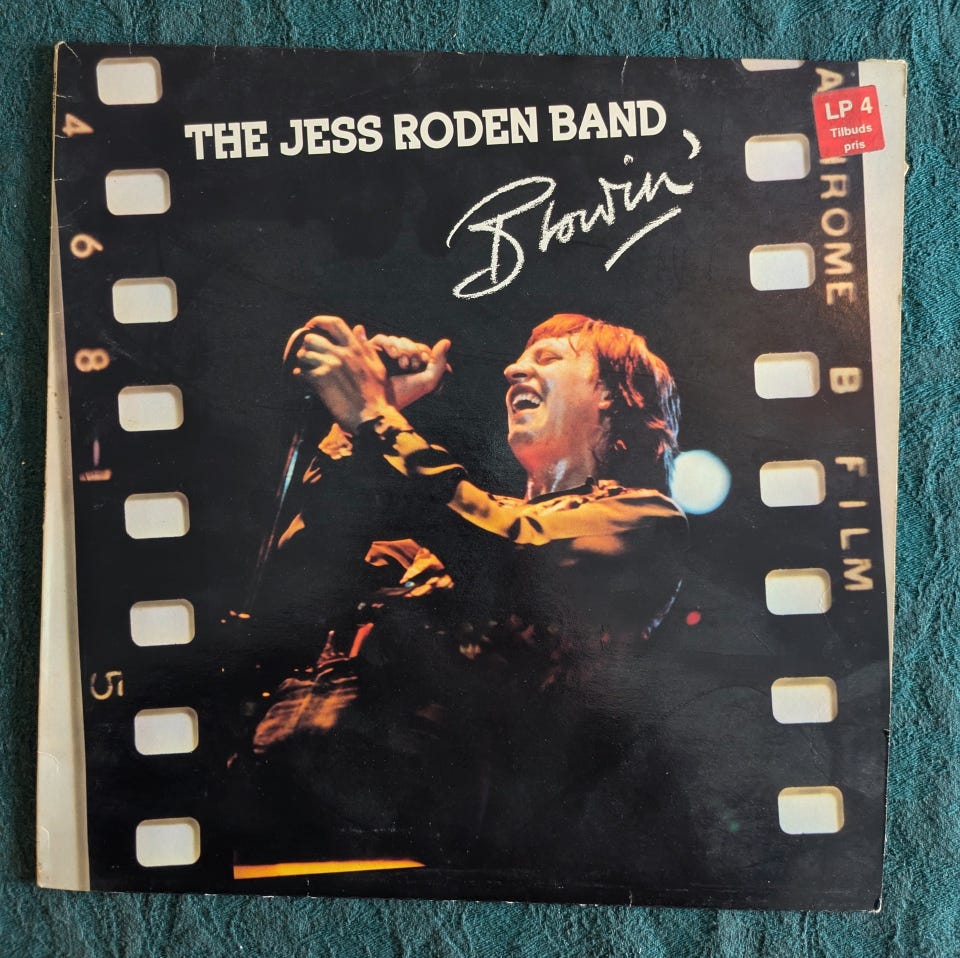 THE JESS RODEN BAND
Blowin'
LP 4
Tilbuds
pris
4
6
8
5
ROME B FILM